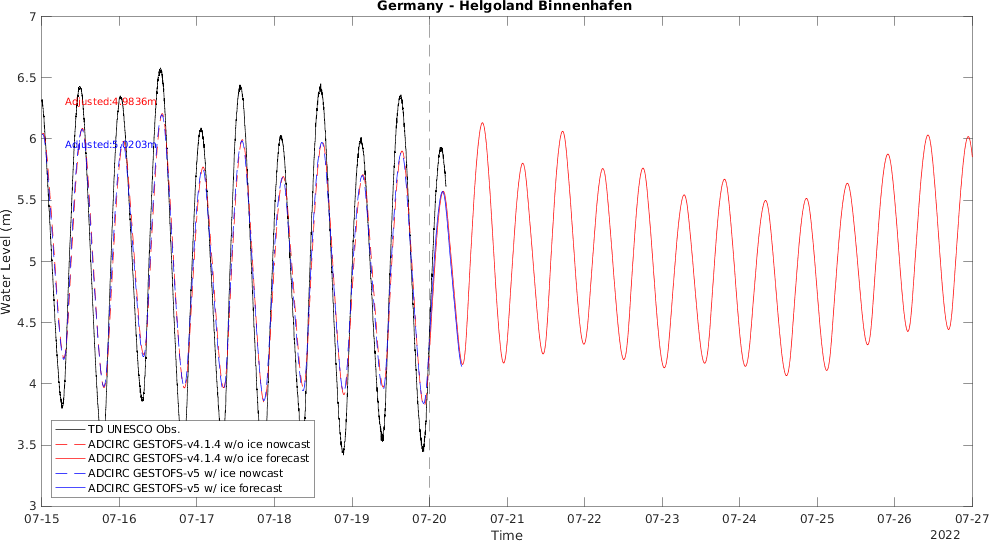 Germany - Helgoland Binnenhafen
7
6.5
6
5.5
5
4.5
4
3.5
3
Water Level (m)
Adjusted:4.9836m
Adjusted:5.0203m
TD UNESCO Obs.
ADCIRC GESTOFS-v4.1.4 w/o ice nowcast
ADCIRC GESTOFS-v4.1.4 w/o ice forecast
ADCIRC GESTOFS-v5 w/ ice nowcast
ADCIRC GESTOFS-v5 w/ ice forecast
07-15 07-16 07-17 07-18 07-19 07-20 07-21 07-22 07-23 07-24 07-25 07-26 07-27
Time
2022